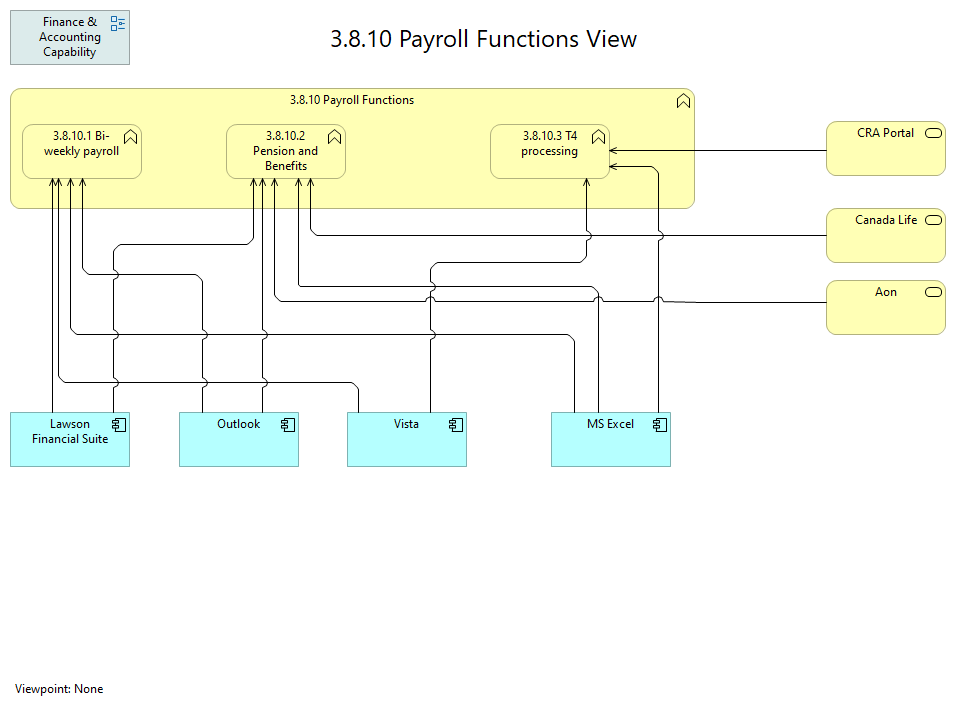 Finance &
Accounting
Capability
3.8.10 Payroll Functions View
3.8.10 Payroll Functions
3.8.10.1 Bi-
weekly payroll
3.8.10.2
Pension and
Benefits
3.8.10.3 T4
processing
CRA Portal
Canada Life
Aon
Lawson
Financial Suite
Outlook
Vista
MS Excel
Viewpoint: None